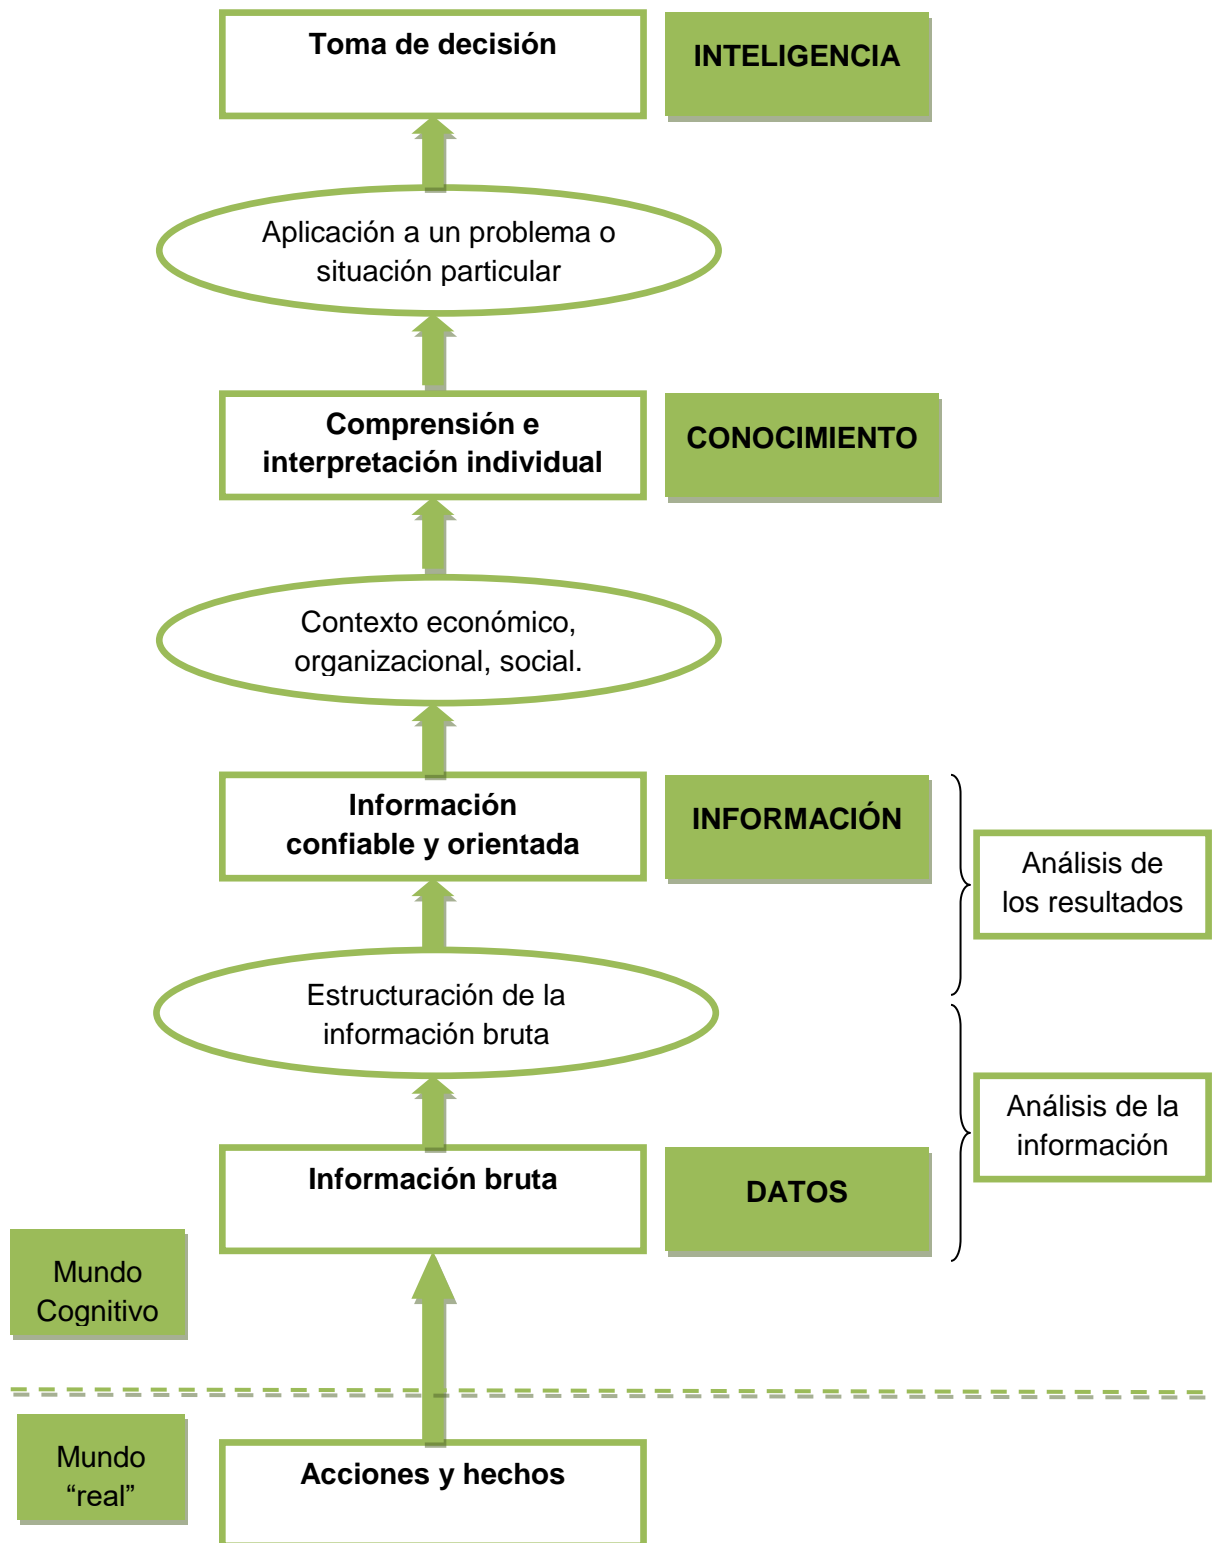 Toma de decisión
INTELIGENCIA
Aplicación a un problema o
situación particular
Comprensión e
interpretación individual
CONOCIMIENTO
Contexto económico,
organizacional, social.
Información
confiable y orientada
INFORMACIÓN
Análisis de
los resultados
Estructuración de la
información bruta
Análisis de la
información
Información bruta
DATOS
Mundo
Cognitivo
Mundo
“real”
Acciones y hechos